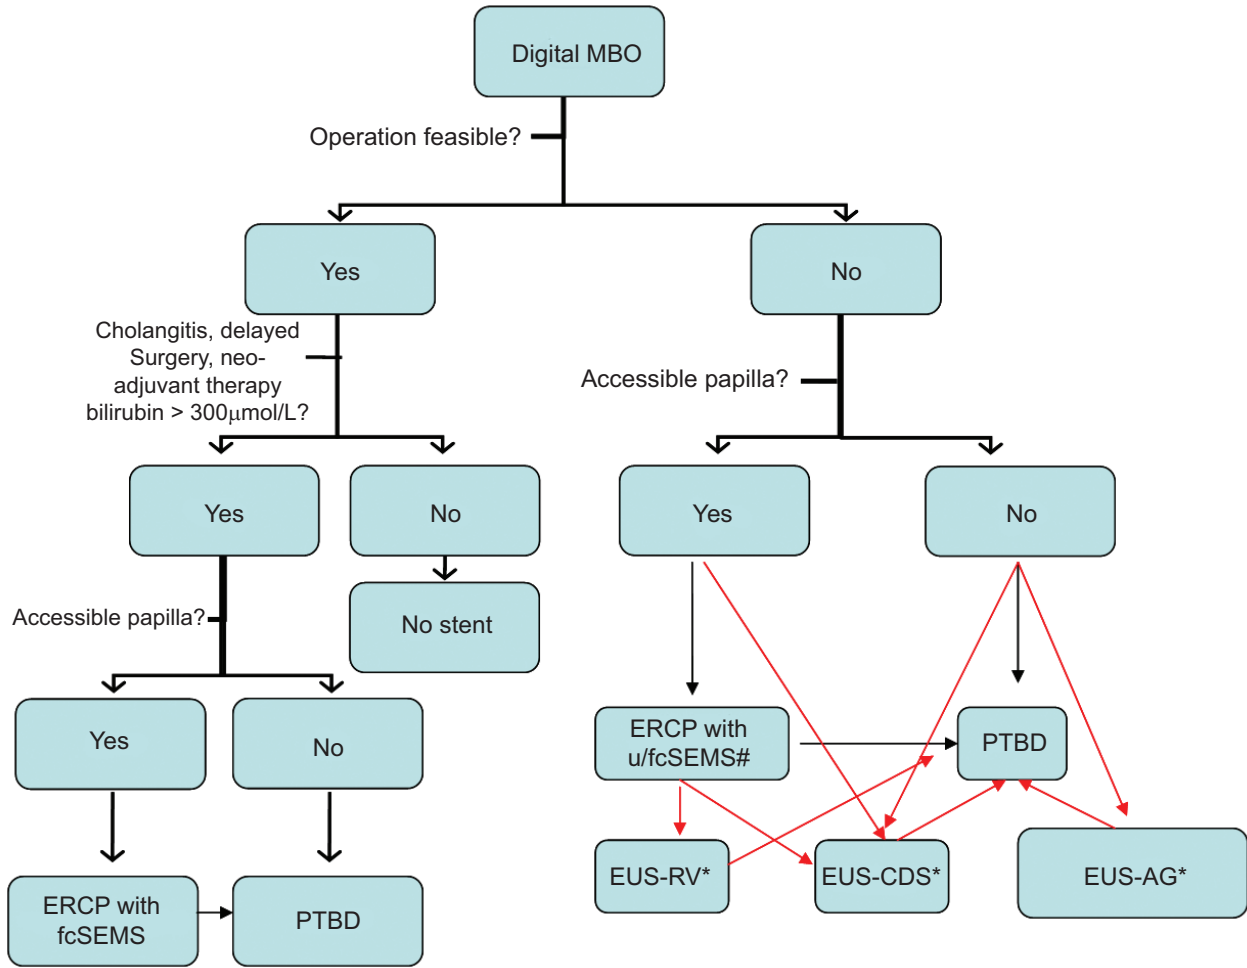 Digital MBO
Operation feasible?
Yes
No
Cholangitis, delayed
Surgery, neo-
adjuvant therapy
bilirubin > 300μmol/L?
Accessible papilla?
Yes
No
Yes
No
No stent
Accessible papilla?
Yes
No
ERCP with
u/fcSEMS#
PTBD
EUS-RV*
EUS-CDS*
EUS-AG*
ERCP with
fcSEMS
PTBD